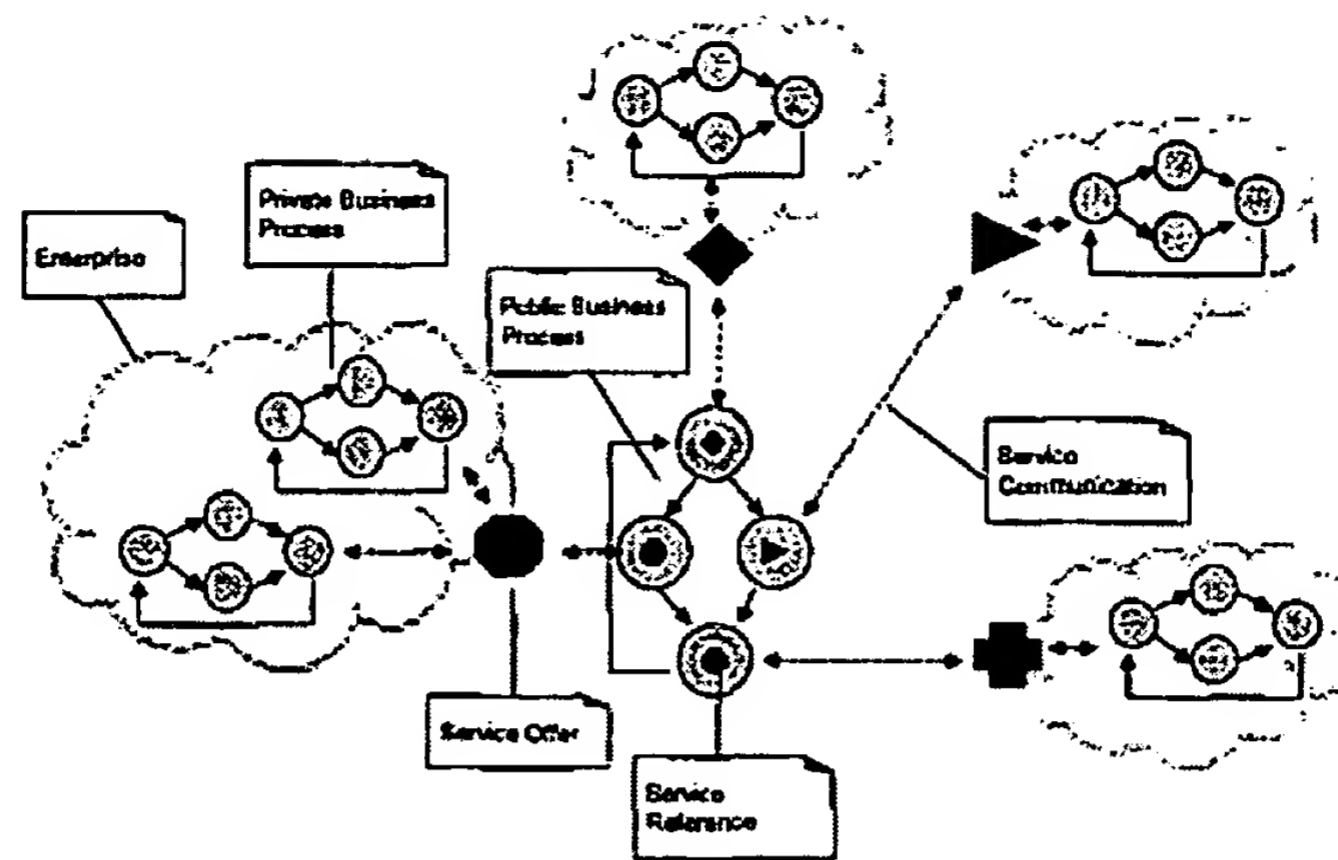 Private Business
Process
Enterprise
Public Business
Process
Service
Communication
Service Offer
Service
Reference